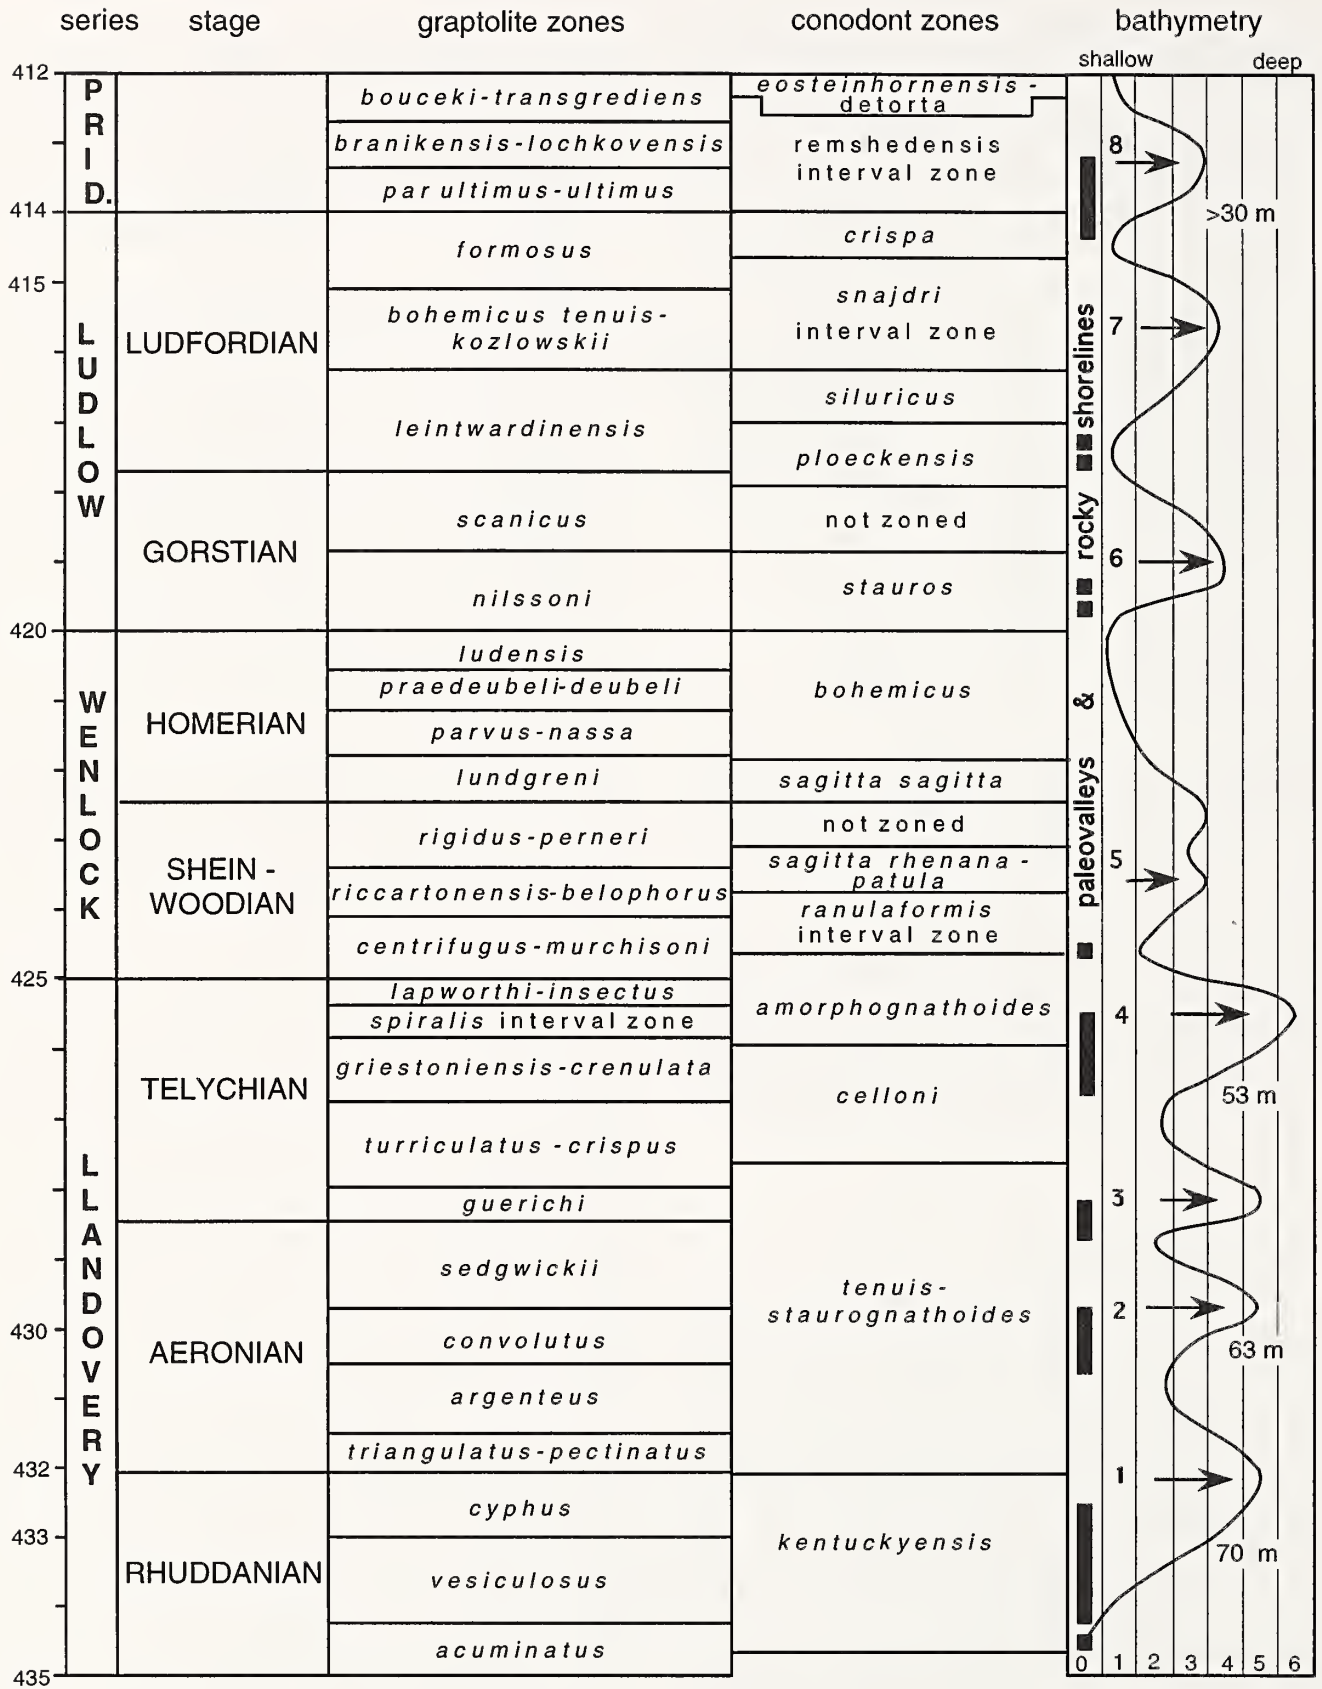 series stage graptolite zones conodont zones bathymetry
shallow deep
412
PRID.
bouceki-transgrediens
eosteinhornensis-
detorta
branikensis-lochkovensis
remshedensis
interval zone
8
parultimus-ultimus
>30 m
414
LUDLOW
LUDFORDIAN
formosus
crispa
415
snajdri
interval zone
bohemicus tenuis-
kozlowskii
7
siluricus
leintwardinensis
ploeckensis
GORSTIAN
scanicus
not zoned
6
stauros
nilssoni
420
WENLOCK
HOMERIAN
ludensis
praedeubeli-deubeli
bohemicus
parvus-nassa
lundgreni
sagitta sagitta
SHEIN-
WOODIAN
rigidus-perneri
not zoned
sagitta rhenana-
patula
5
riccartonensis-belophorus
ranulaformis
interval zone
centrifugus-murchisoni
paleovalleys & rocky shorelines
425
LLANDOVERY
TELYCHIAN
lapworthi-insectus
amorphognathoides
4
spiralis interval zone
griestoniensis-crenulata
celloni
53 m
turriculatus-crispus
guerichi
3
AERONIAN
sedgwickii
tenuis-
staurognathoides
2
430
convolutus
63 m
argenteus
triangulatus-pectinatus
432
1
RHUDDANIAN
cyphus
433
kentuckyensis
70 m
vesiculosus
acuminatus
435
0 1 2 3 4 5 6